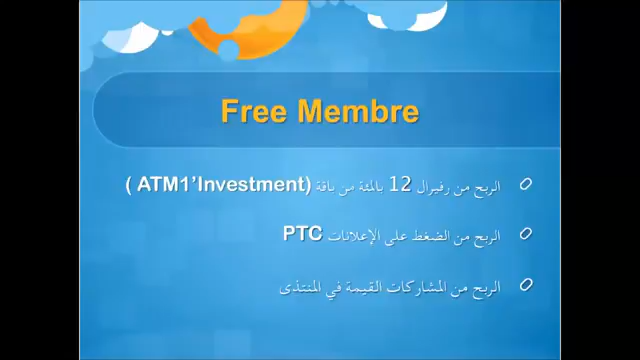 Free Membre
الربح من رفيرال 12 بالمئة من باقة (ATM1’Investment )
الربح من الضغط على الإعلانات PTC
الربح من المشاركات القيمة في المنتذى